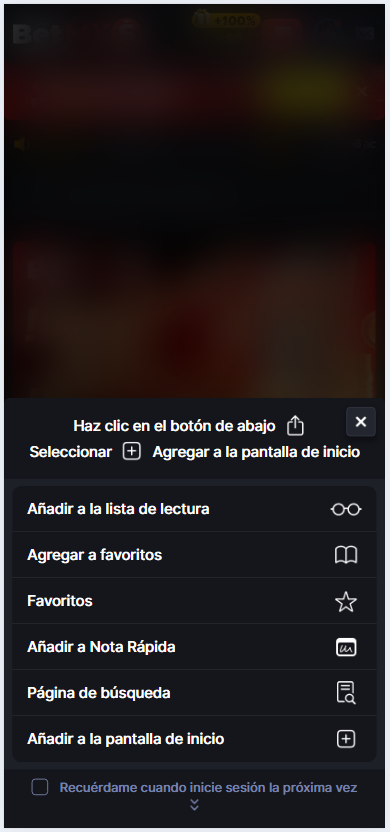 +100%
Haz clic en el botón de abajo
Seleccionar Agregar a la pantalla de inicio
Añadir a la lista de lectura
Agregar a favoritos
Favoritos
Añadir a Nota Rápida
Página de búsqueda
Añadir a la pantalla de inicio
Recuérdame cuando inicie sesión la próxima vez